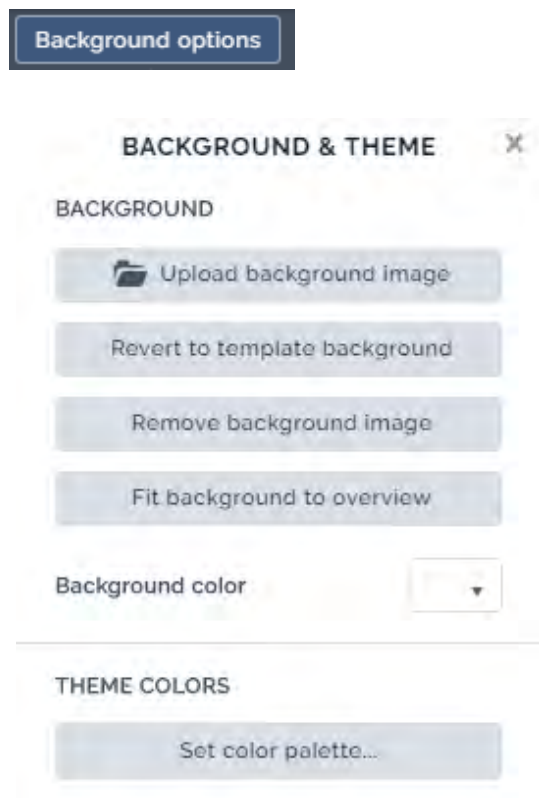 Background options
BACKGROUND & THEME
BACKGROUND
Upload background image
Revert to template background
Remove background image
Fit background to overview
Background color
THEME COLORS
Set color palette...